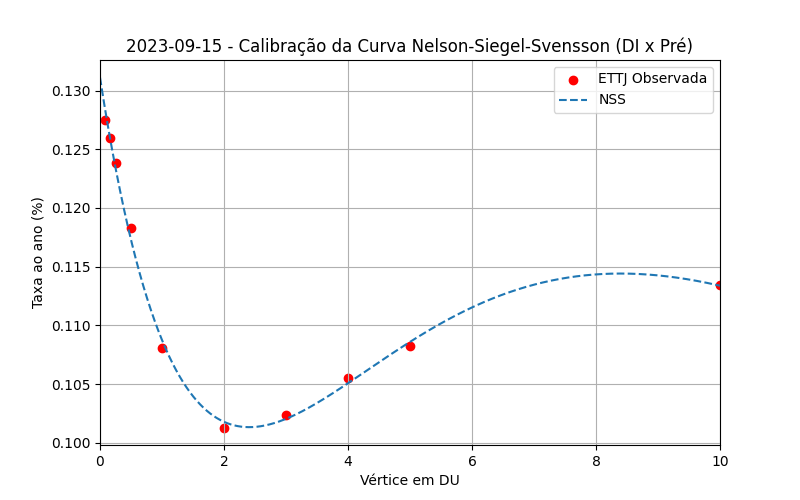 2023-09-15 - Calibração da Curva Nelson-Siegel-Svensson (DI x Pré)
ETTJ Observada
NSS
Taxa ao ano (%)
0.130
0.125
0.120
0.115
0.110
0.105
0.100
0 2 4 6 8 10
Vértice em DU